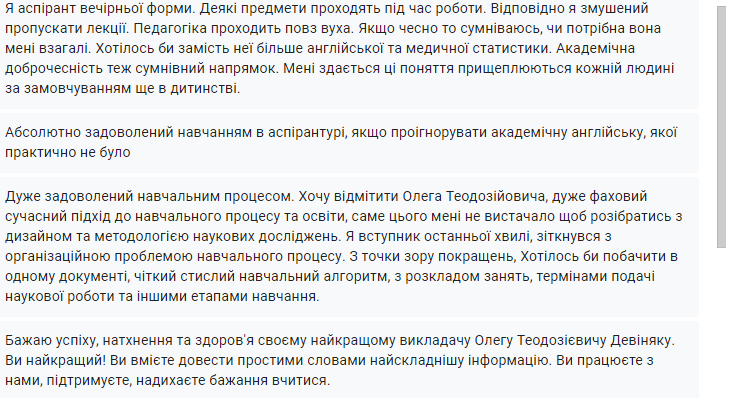 Я аспірант вечірньої форми. Деякі предмети проходять під час роботи. Відповідно я змушений
пропускати лекції. Педагогіка проходить повз вуха. Якщо чесно то сумніваюсь, чи потрібна вона
мені взагалі. Хотілось би замість неї більше англійської та медичної статистики. Академічна
доброчесність теж сумнівний напрямок. Мені здається ці поняття прищеплюються кожній людині
за замовчуванням ще в дитинстві.
Абсолютно задоволений навчанням в аспірантурі, якщо проігнорувати академічну англійську, якої
практично не було
Дуже задоволений навчальним процесом. Хочу відмітити Олега Теодозійовича, дуже фаховий
сучасний підхід до навчального процесу та освіти, саме цього мені не вистачало щоб розібратись з
дизайном та методологією наукових досліджень. Я вступник останньої хвилі, зіткнувся з
організаційною проблемою навчального процесу. З точки зору покращень, Хотілось би побачити в
одному документі, чіткий стислий навчальний алгоритм, з розкладом занять, термінами подачі
наукової роботи та іншими етапами навчання.
Бажаю успіху, натхнення та здоров'я своєму найкращому викладачу Олегу Теодозієвичу Девіняку.
Ви найкращий! Ви вмієте довести простими словами найскладнішу інформацію. Ви працюєте з
нами, підтримуєте, надихаєте бажання вчитися.